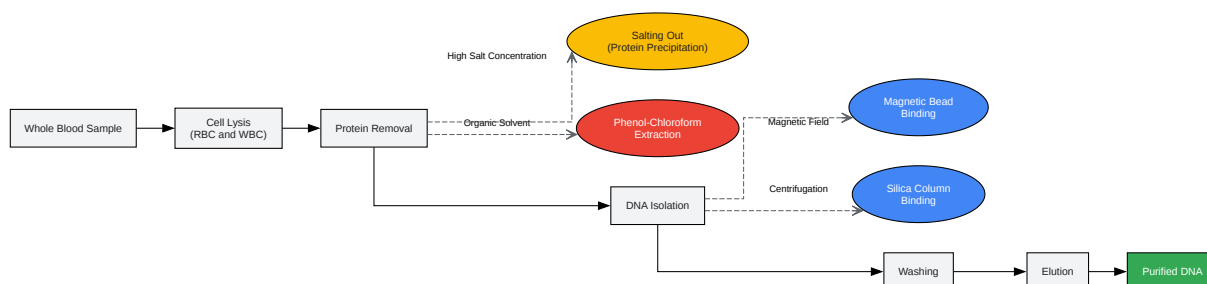 Salting Out
(Protein Precipitation)
High Salt Concentration
Whole Blood Sample
Cell Lysis
(RBC and WBC)
Protein Removal
Organic Solvent
Phenol-Chloroform
Extraction
Magnetic Bead
Binding
Magnetic Field
DNA Isolation
Centrifugation
Silica Column
Binding
Washing
Elution
Purified DNA